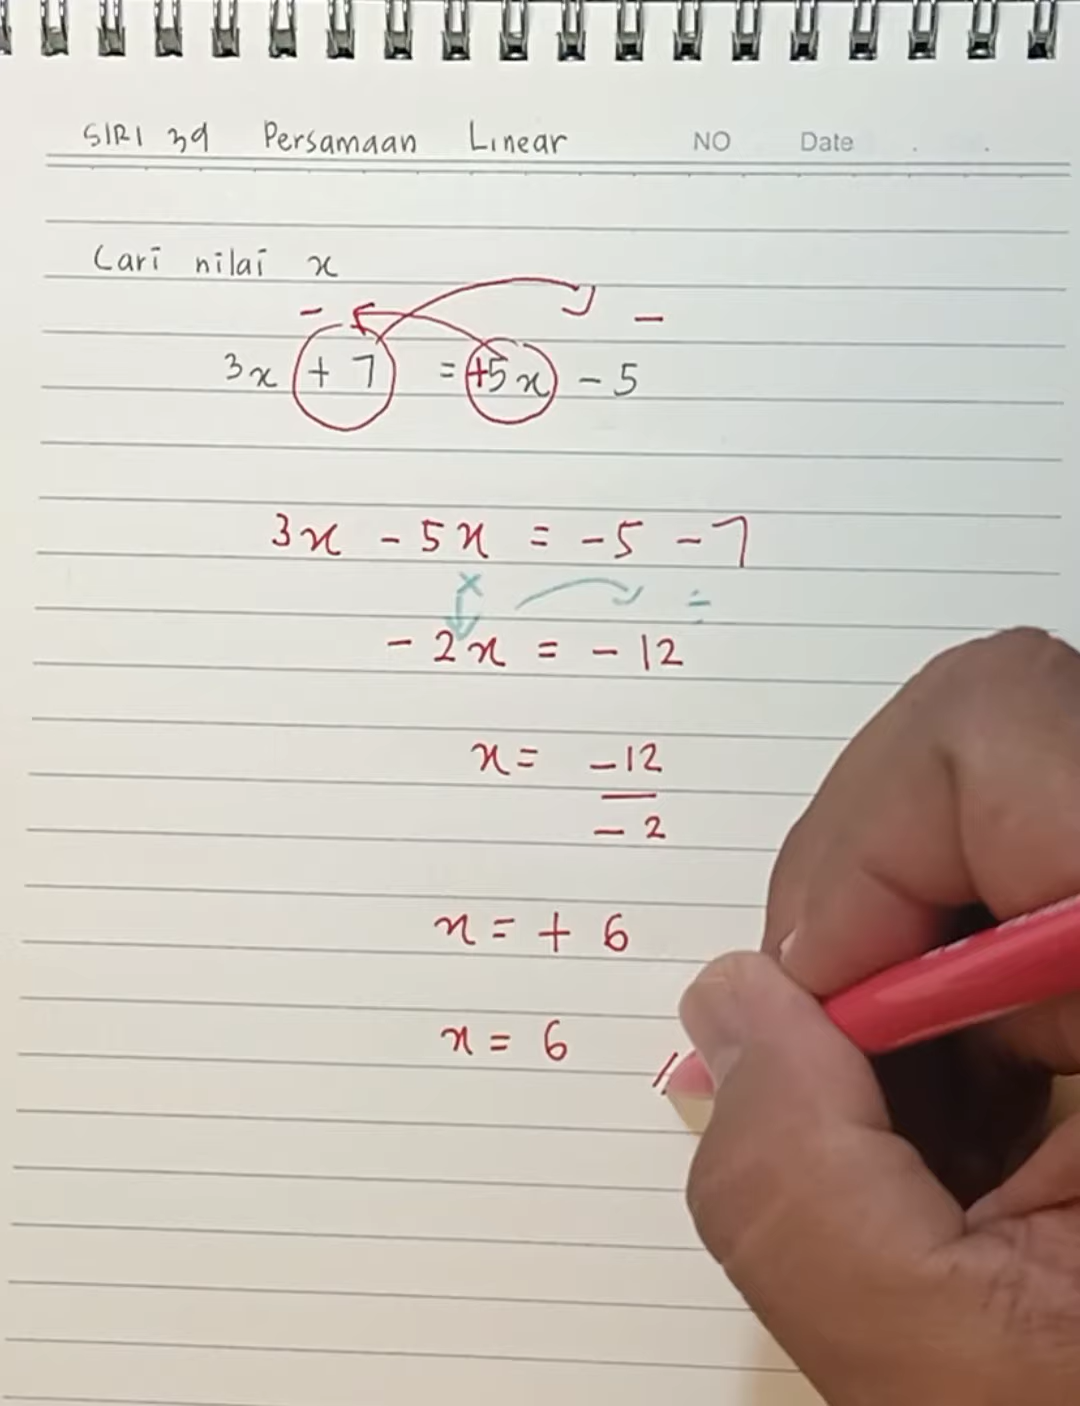 SIRI 39 Persamaan Linear NO Date
Cari nilai x
- -
3x + 7 = +5x - 5
3x - 5x = -5 - 7
× ÷
- 2x = - 12
x = -12
- 2
x = + 6
x = 6 //